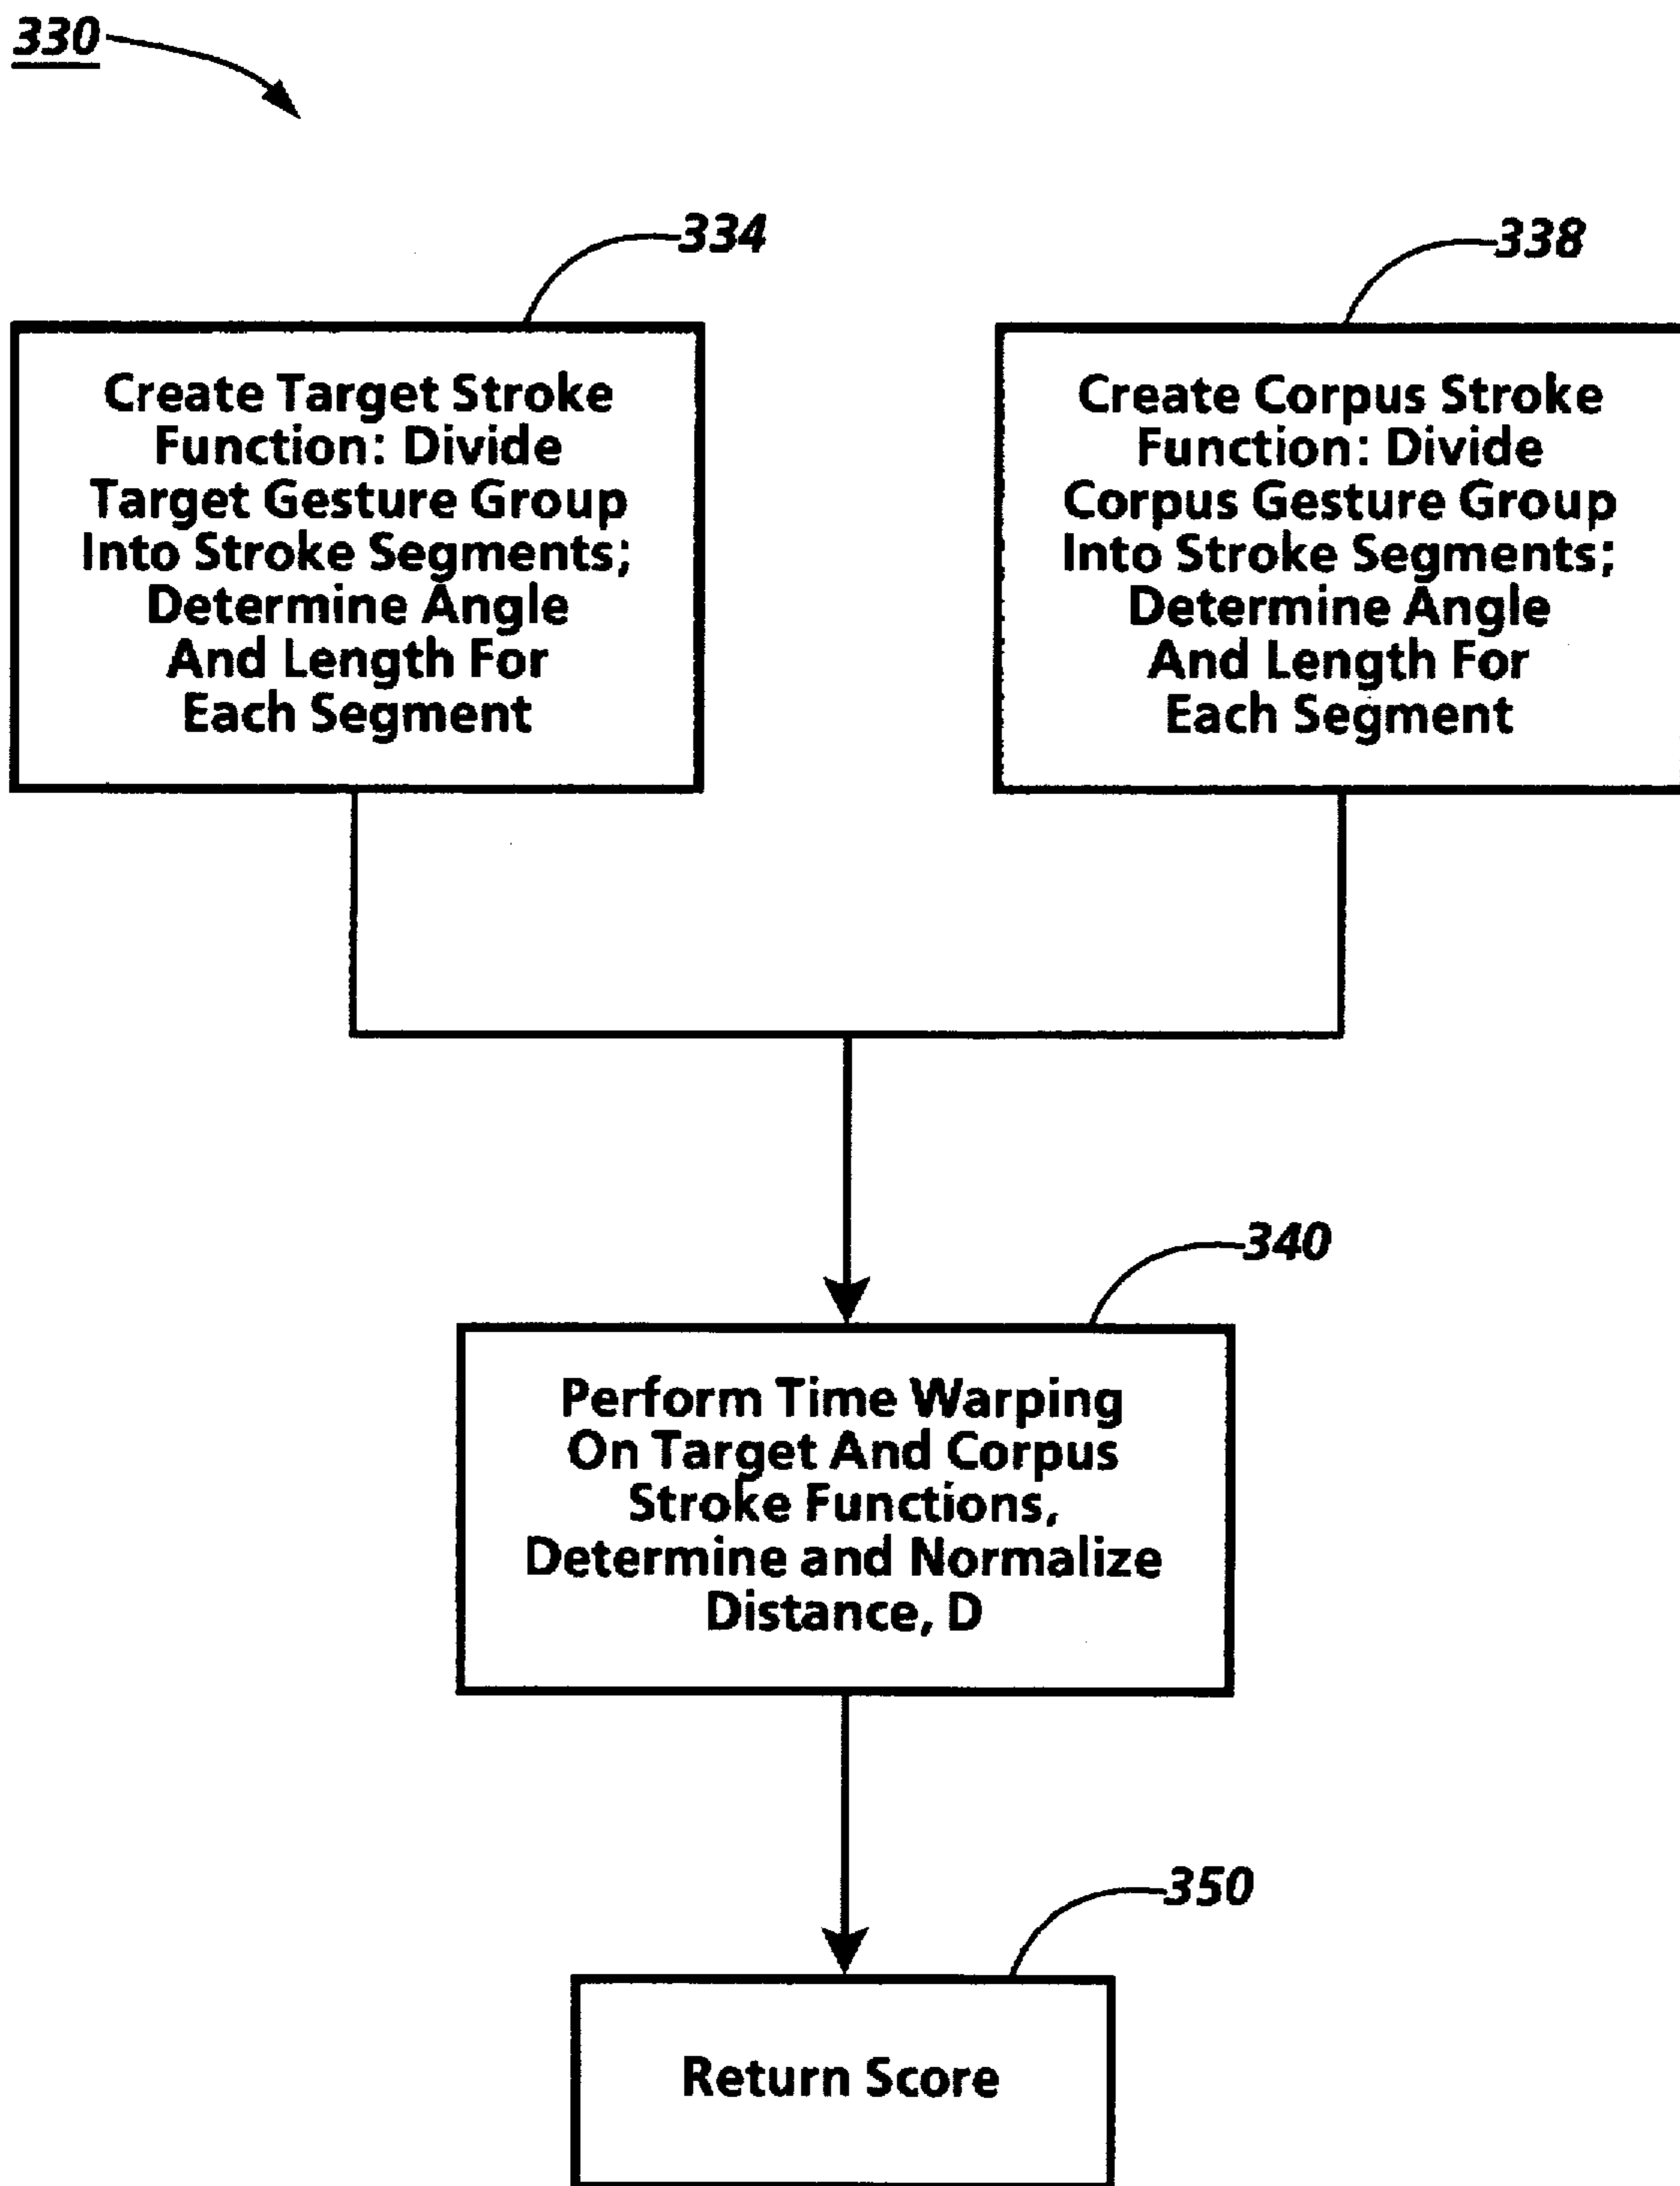 330
334
Create Target Stroke
Function: Divide
Target Gesture Group
Into Stroke Segments;
Determine Angle
And Length For
Each Segment
338
Create Corpus Stroke
Function: Divide
Corpus Gesture Group
Into Stroke Segments;
Determine Angle
And Length For
Each Segment
340
Perform Time Warping
On Target And Corpus
Stroke Functions,
Determine and Normalize
Distance, D
350
Return Score